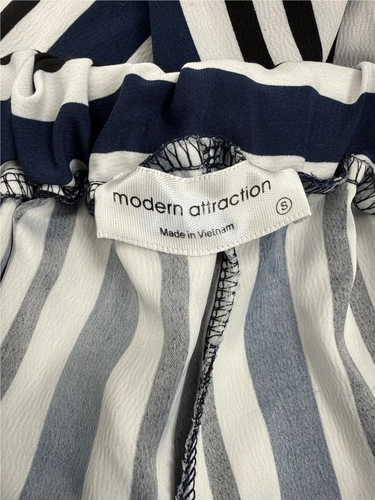 modern attraction
Made in Vietnam
S